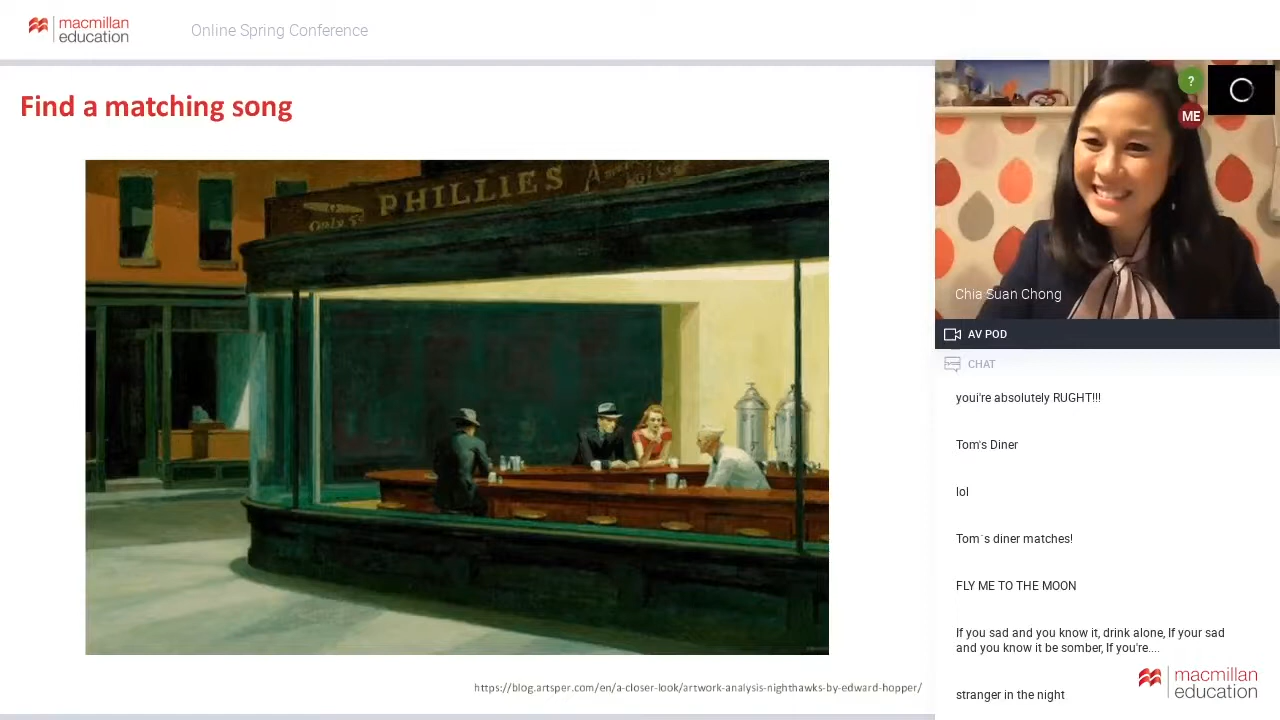 macmillan
education
Online Spring Conference
Find a matching song
PHILLIES
Only 5¢
https://blog.artsper.com/en/a-closer-look/artwork-analysis-nighthawks-by-edward-hopper/
?
ME
Chia Suan Chong
AV POD
CHAT
youi're absolutely RUGHT!!!
Tom's Diner
lol
Tom´s diner matches!
FLY ME TO THE MOON
If you sad and you know it, drink alone, If your sad
and you know it be somber, If you're....
stranger in the night
macmillan
education